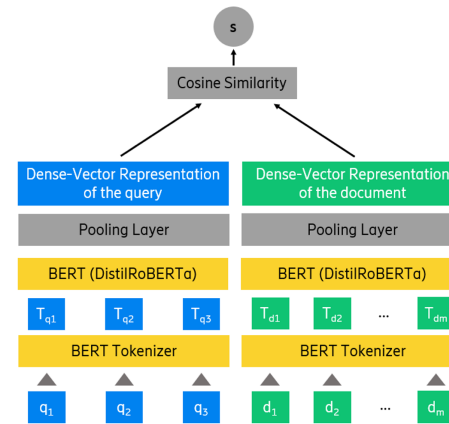 s
Cosine Similarity
Dense-Vector Representation
of the query
Dense-Vector Representation
of the document
Pooling Layer
Pooling Layer
BERT (DistilRoBERTa)
BERT (DistilRoBERTa)
Tq1 Tq2 Tq3
Td1 Td2 ... Tdm
BERT Tokenizer
BERT Tokenizer
q1 q2 q3
d1 d2 ... dm